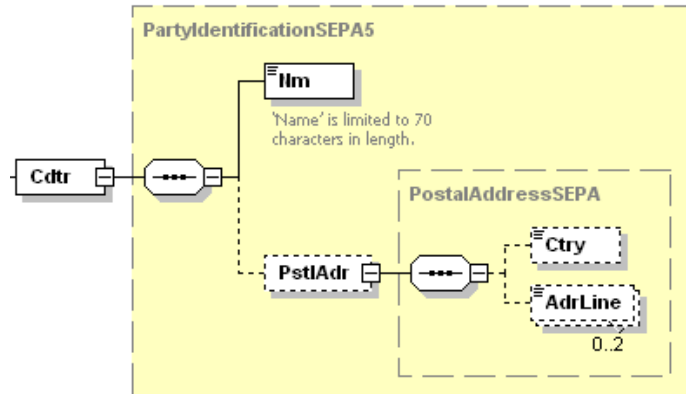 PartyIdentificationSEPA5
Nm
'Name' is limited to 70
characters in length.
Cdtr
PostalAddressSEPA
Ctry
PstlAdr
AdrLine
0..2